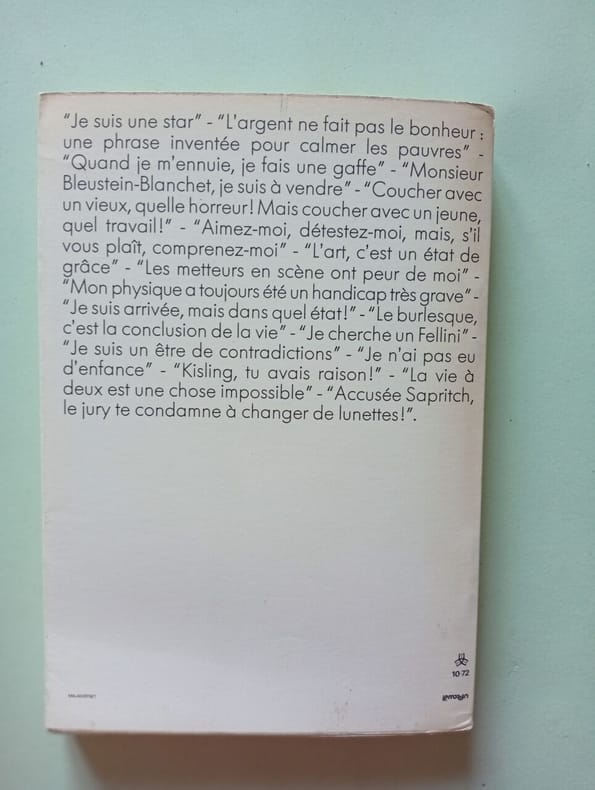 “Je suis une star” - “L'argent ne fait pas le bonheur :
une phrase inventée pour calmer les pauvres” -
“Quand je m'ennuie, je fais une gaffe” - “Monsieur
Bleustein-Blanchet, je suis à vendre” - “Coucher avec
un vieux, quelle horreur! Mais coucher avec un jeune,
quel travail!” - “Aimez-moi, détestez-moi, mais, s'il
vous plaît, comprenez-moi” - “L'art, c'est un état de
grâce” - “Les metteurs en scène ont peur de moi” -
“Mon physique a toujours été un handicap très grave” -
“Je suis arrivée, mais dans quel état!” - “Le burlesque,
c'est la conclusion de la vie” - “Je cherche un Fellini” -
“Je suis un être de contradictions” - “Je n'ai pas eu
d'enfance” - “Kisling, tu avais raison!” - “La vie à
deux est une chose impossible” - “Accusée Sapritch,
le jury te condamne à changer de lunettes!”.
10-72